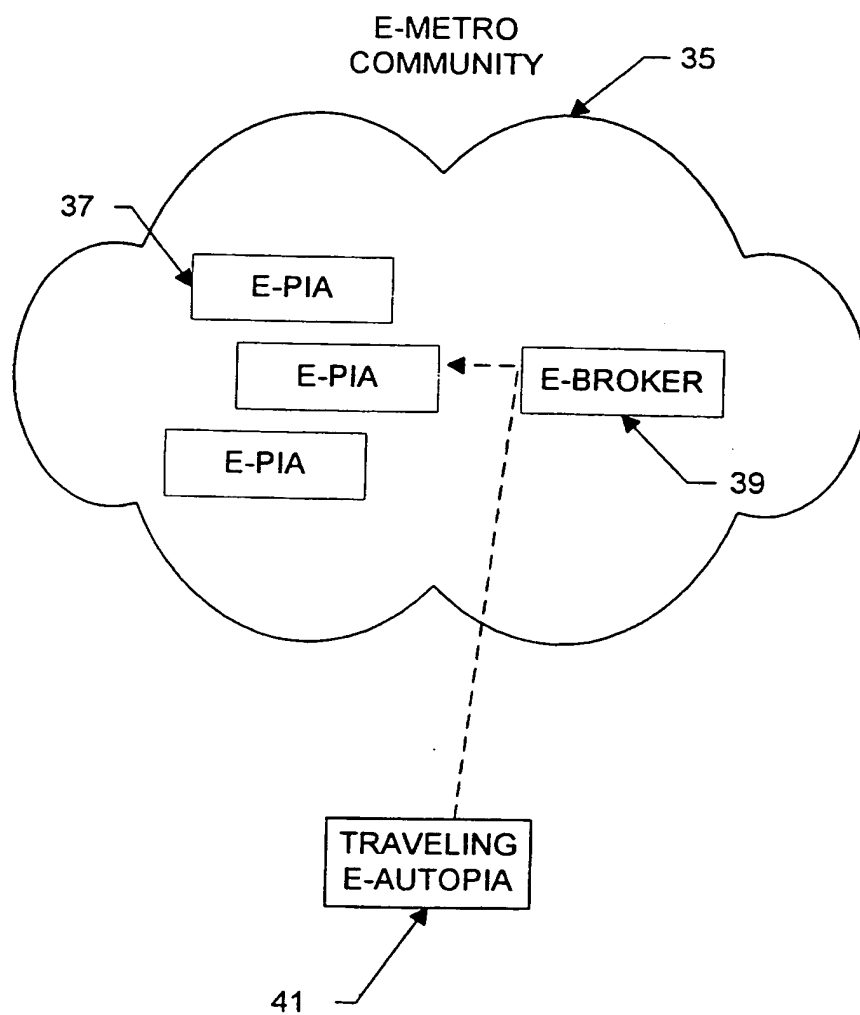 E-METRO
COMMUNITY
35
37
E-PIA
E-PIA
E-BROKER
E-PIA
39
TRAVELING
E-AUTOPIA
41